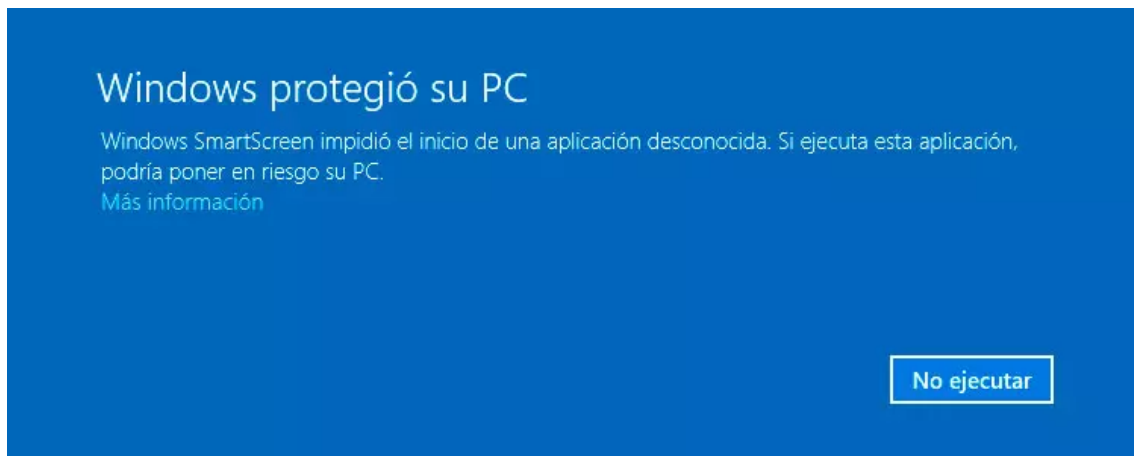 Windows protegió su PC
Windows SmartScreen impidió el inicio de una aplicación desconocida. Si ejecuta esta aplicación,
podría poner en riesgo su PC.
Más información
No ejecutar